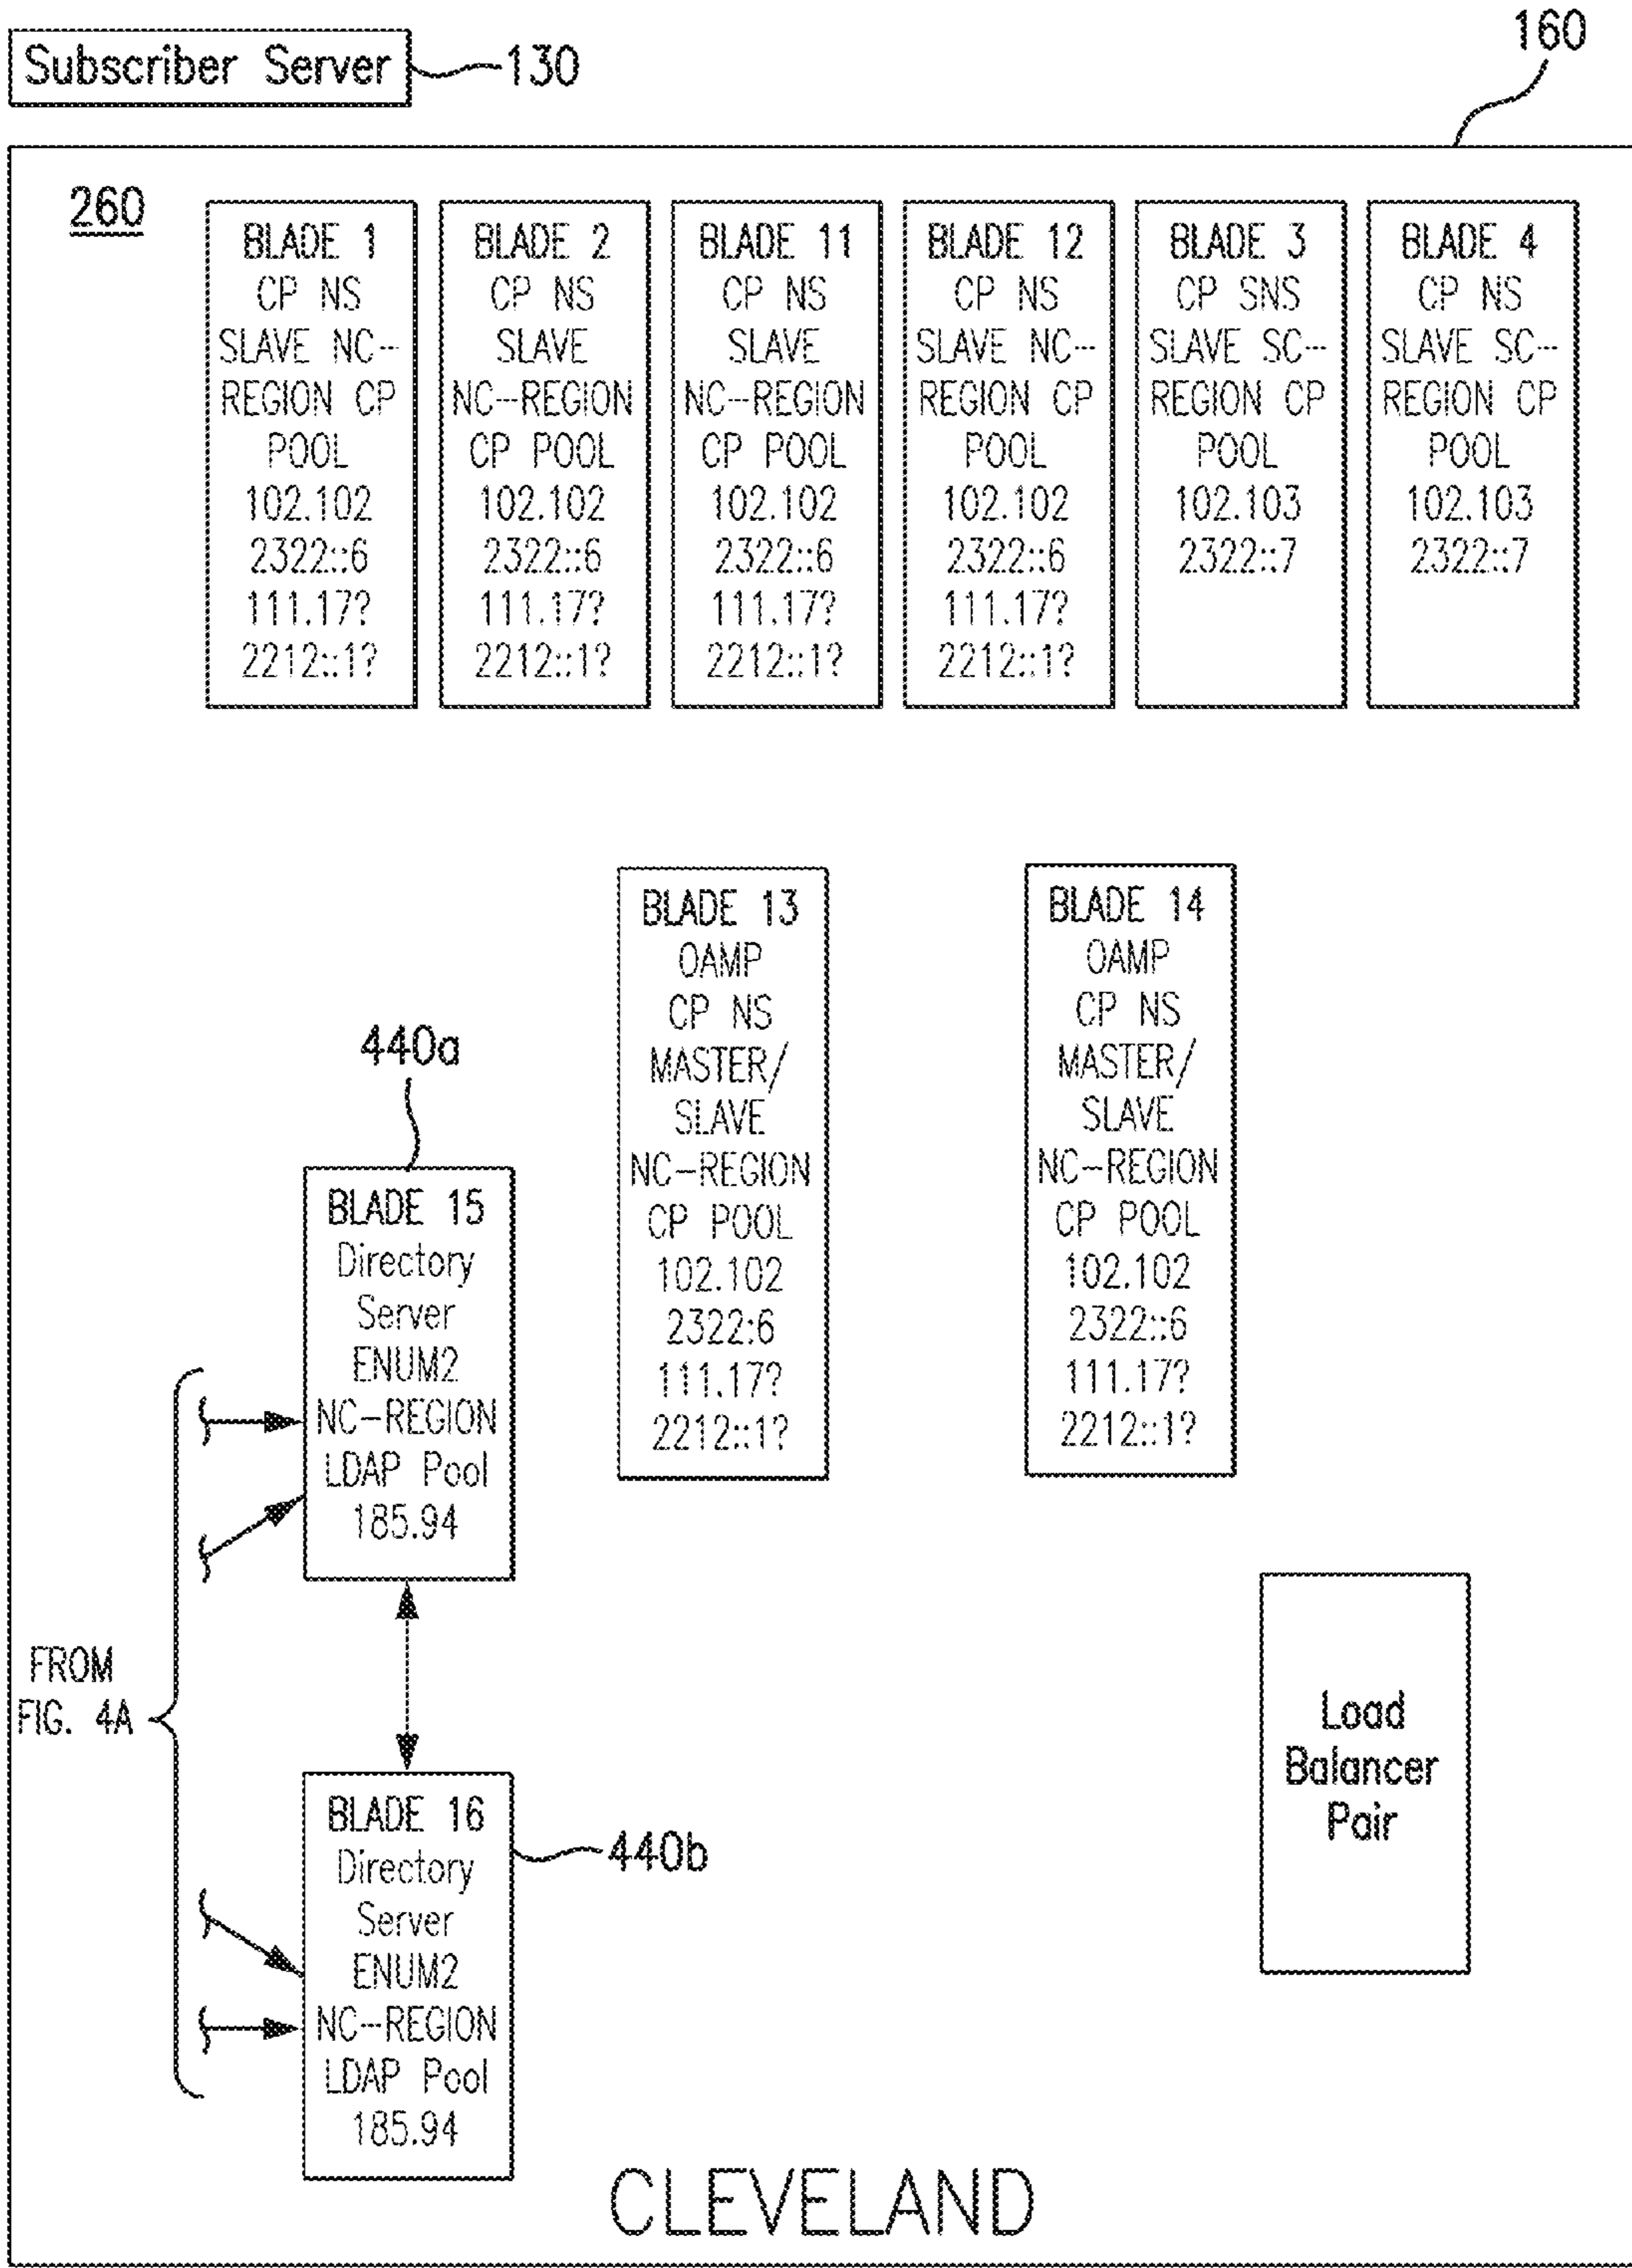 160
Subscriber Server
130
260
BLADE 1
CP NS
SLAVE NC--
REGION CP
POOL
102.102
2322::6
111.17?
2212::1?
BLADE 2
CP NS
SLAVE
NC--REGION
CP POOL
102.102
2322::6
111.17?
2212::1?
BLADE 11
CP NS
SLAVE
NC--REGION
CP POOL
102.102
2322::6
111.17?
2212::1?
BLADE 12
CP NS
SLAVE NC--
REGION CP
POOL
102.102
2322::6
111.17?
2212::1?
BLADE 3
CP SNS
SLAVE SC--
REGION CP
POOL
102.103
2322::7
BLADE 4
CP NS
SLAVE SC--
REGION CP
POOL
102.103
2322::7
BLADE 13
OAMP
CP NS
MASTER/
SLAVE
NC-REGION
CP POOL
102.102
2322:6
111.17?
2212::1?
BLADE 14
OAMP
CP NS
MASTER/
SLAVE
NC-REGION
CP POOL
102.102
2322::6
111.17?
2212::1?
440a
BLADE 15
Directory
Server
ENUM2
NC-REGION
LDAP Pool
185.94
FROM
FIG. 4A
Load
Balancer
Pair
BLADE 16
Directory
Server
ENUM2
NC--REGION
LDAP Pool
185.94
440b
CLEVELAND